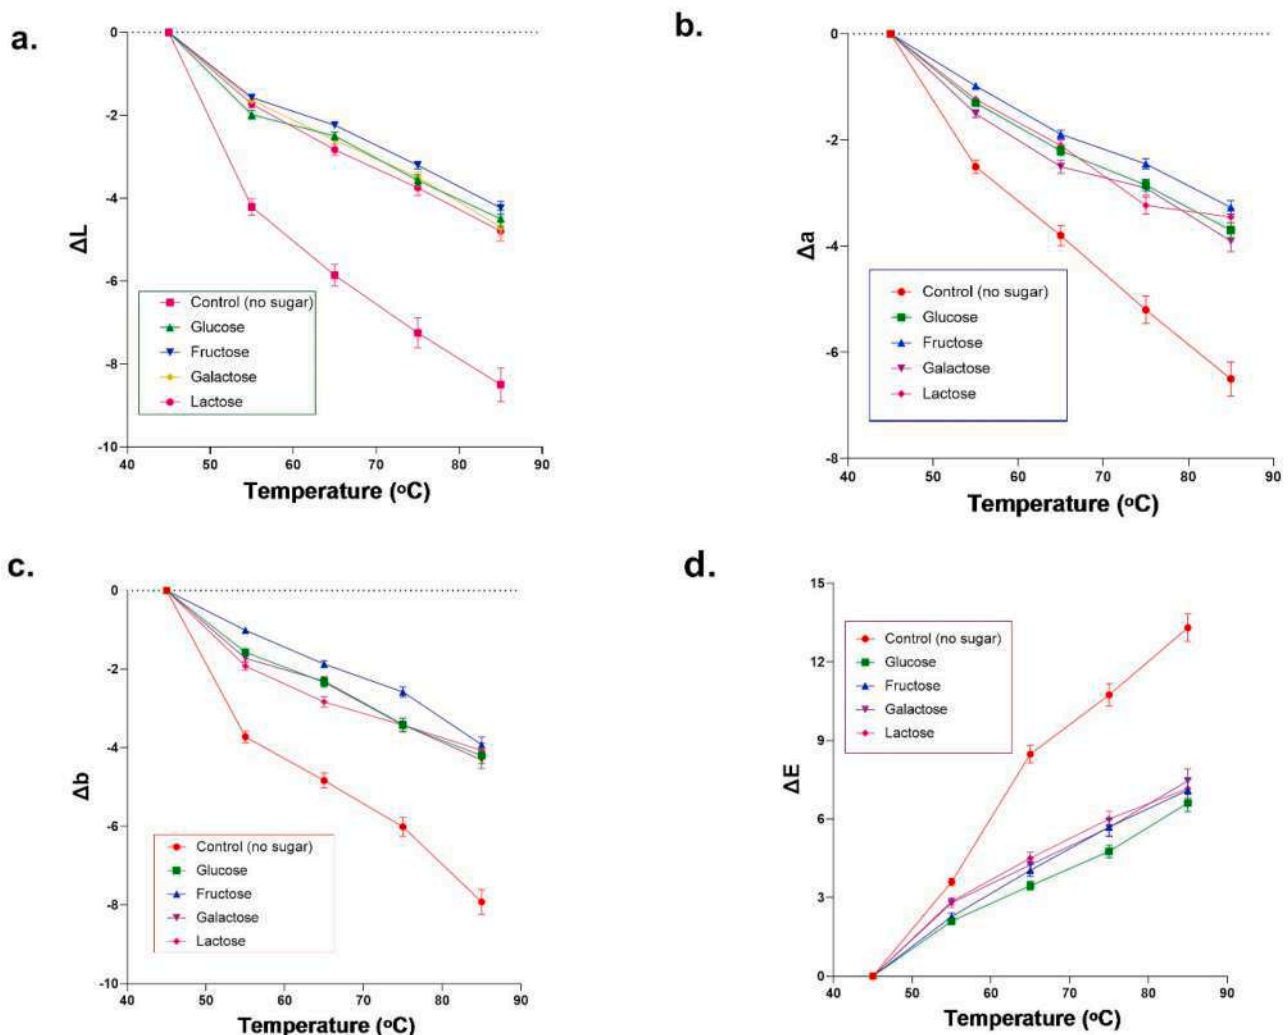 a.
0
-2
-4
-6
-8
-10
ΔL
Control (no sugar)
Glucose
Fructose
Galactose
Lactose
40 50 60 70 80 90
Temperature (oC)
b.
0
-2
-4
-6
-8
Δa
Control (no sugar)
Glucose
Fructose
Galactose
Lactose
40 50 60 70 80 90
Temperature (oC)
c.
0
-2
-4
-6
-8
-10
Δb
Control (no sugar)
Glucose
Fructose
Galactose
Lactose
40 50 60 70 80 90
Temperature (oC)
d.
15
12
9
6
3
0
ΔE
Control (no sugar)
Glucose
Fructose
Galactose
Lactose
40 50 60 70 80 90
Temperature (oC)